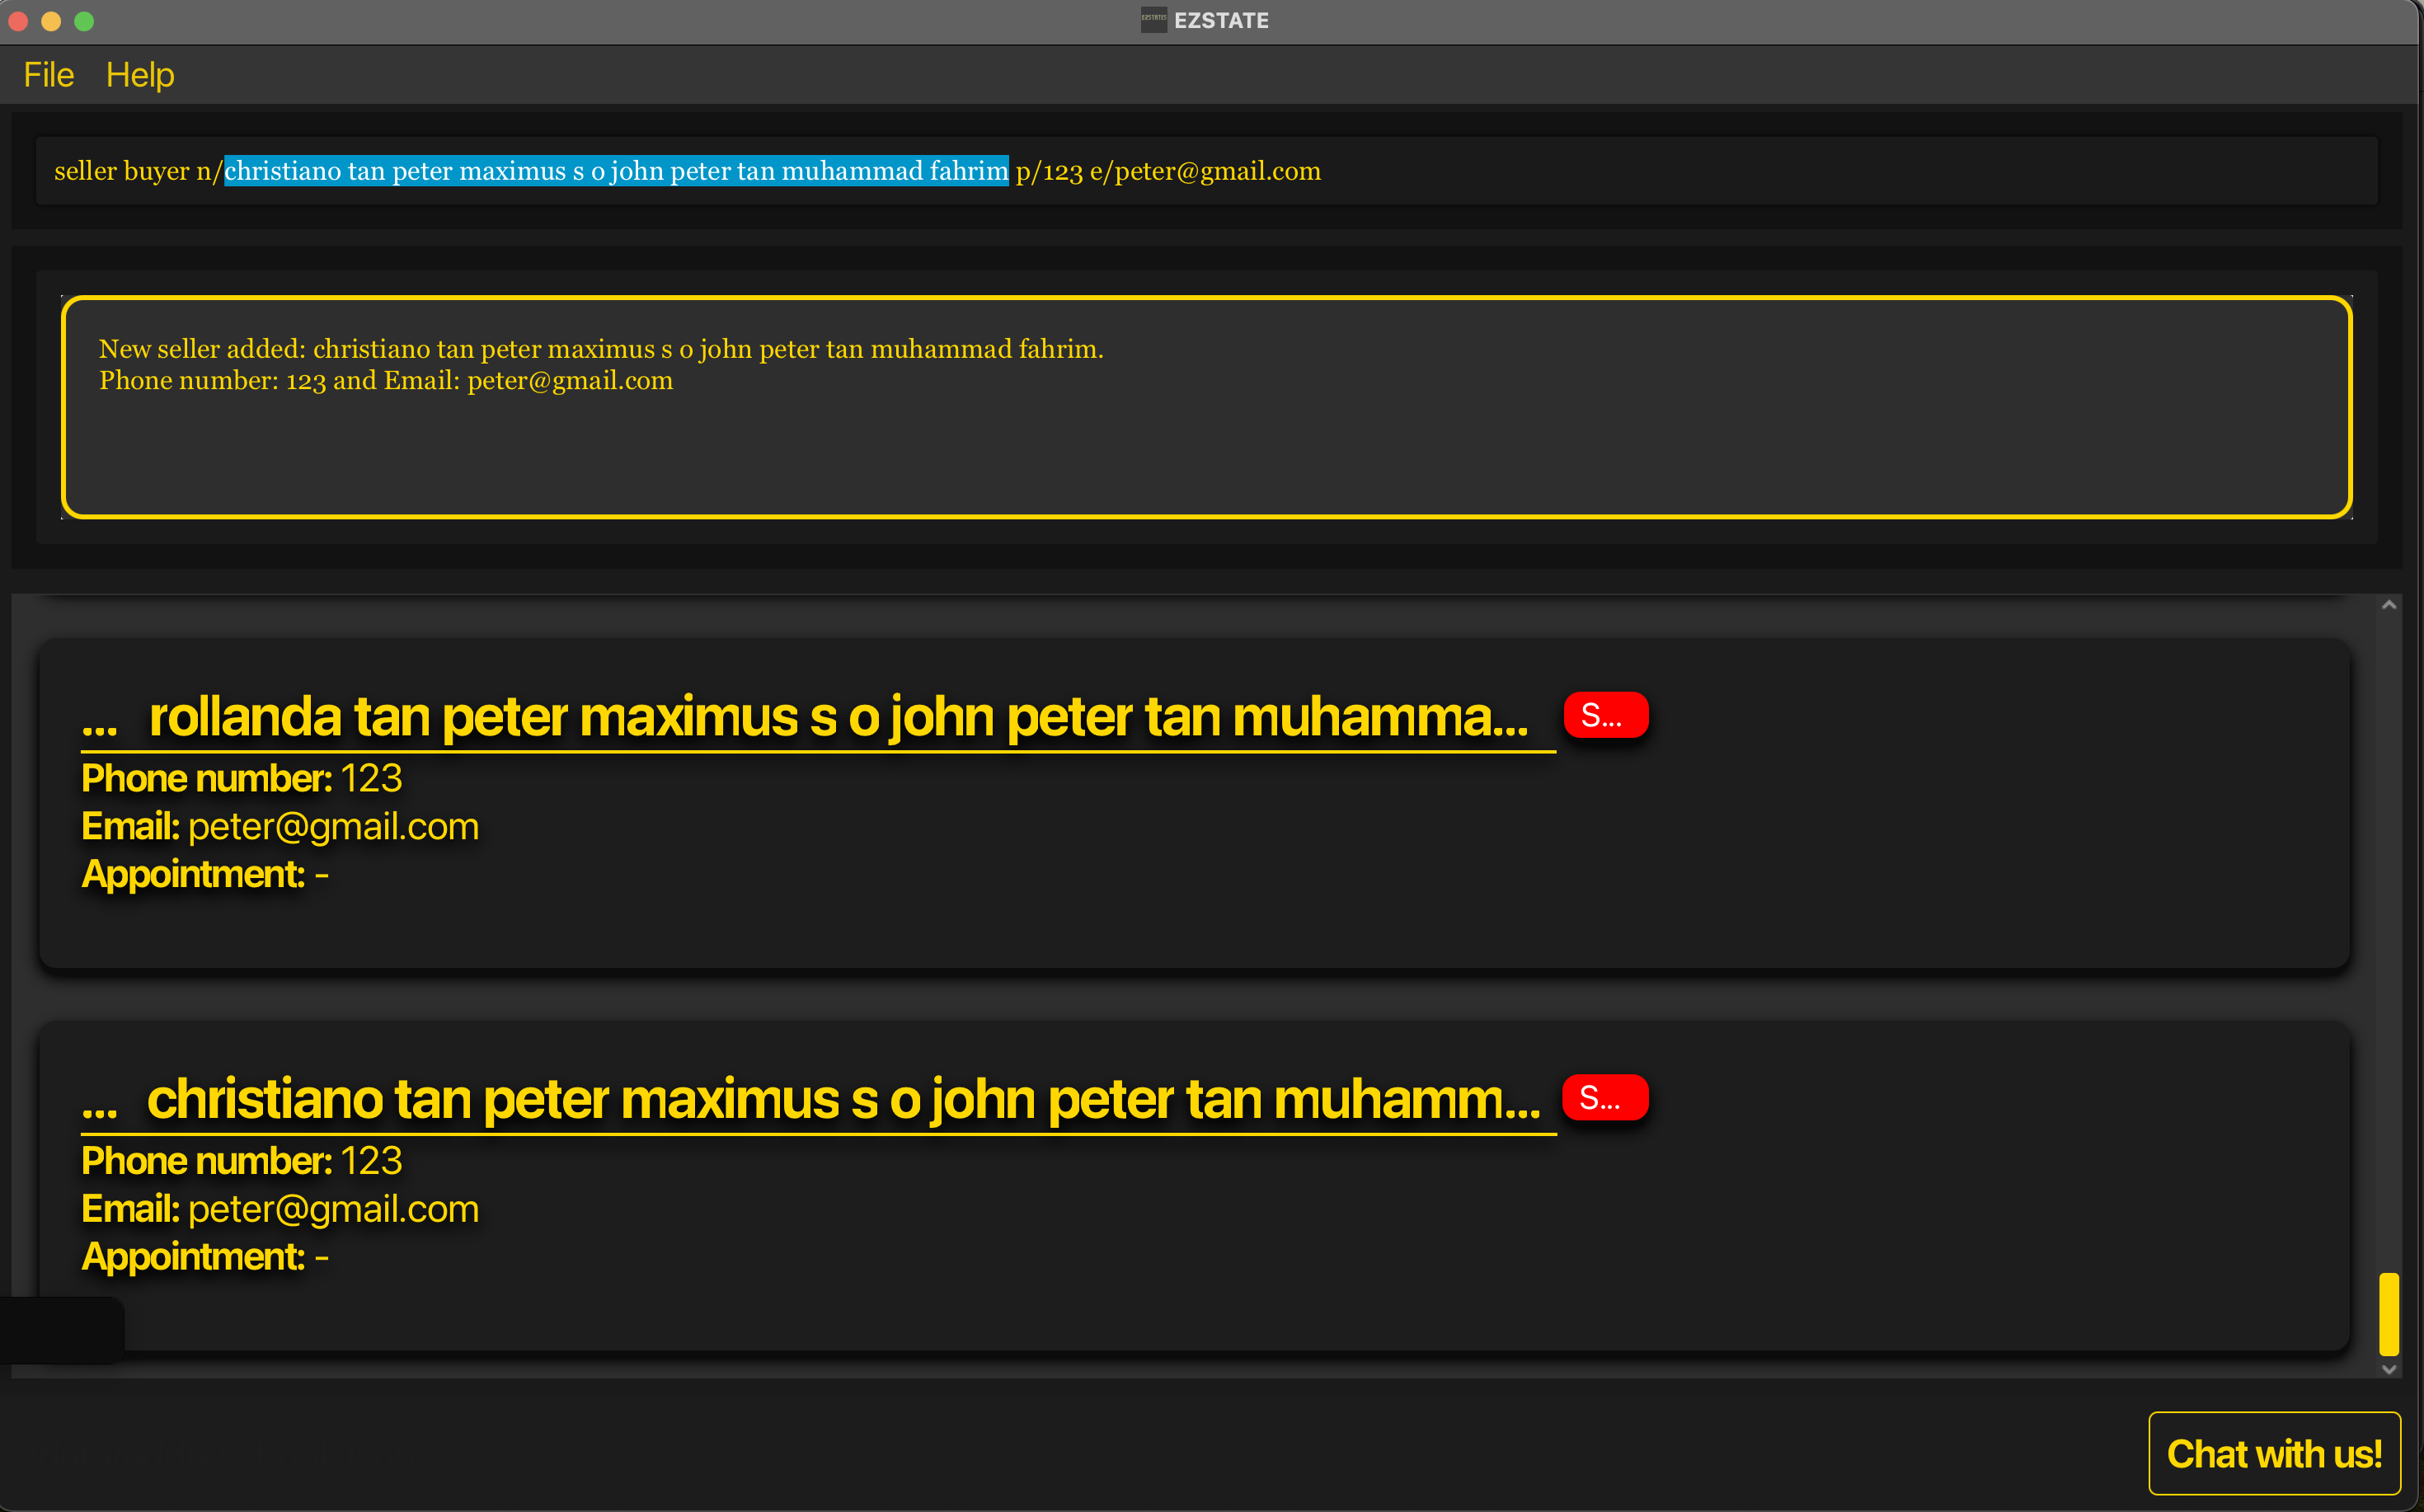 EZSTATES EZSTATE
File Help
seller buyer n/christiano tan peter maximus s o john peter tan muhammad fahrim p/123 e/peter@gmail.com
New seller added: christiano tan peter maximus s o john peter tan muhammad fahrim.
Phone number: 123 and Email: peter@gmail.com
... rollanda tan peter maximus s o john peter tan muhamma... S...
Phone number: 123
Email: peter@gmail.com
Appointment: -
... christiano tan peter maximus s o john peter tan muhamm... S...
Phone number: 123
Email: peter@gmail.com
Appointment: -
Chat with us!